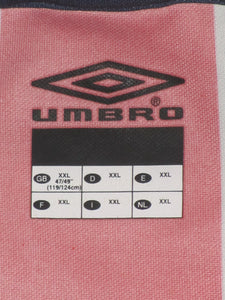 UMBRO®
GB XXL 47/49" (119/124cm) D XXL E XXL
F XXL I XXL NL XXL